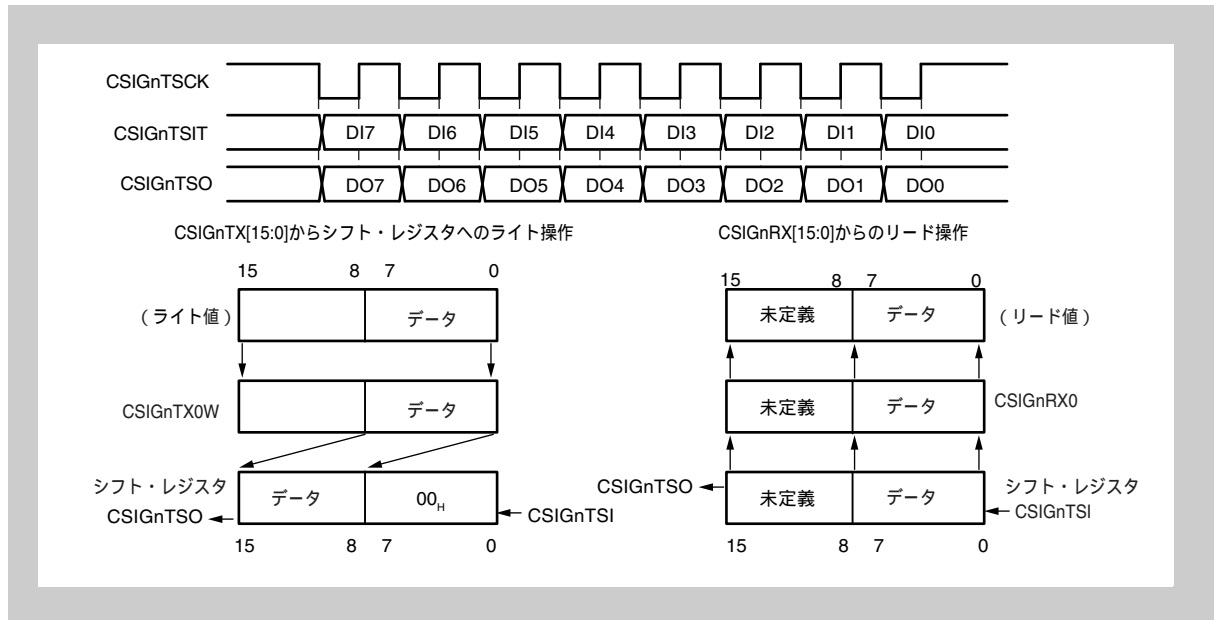 CSIGnTSCK
CSIGnTSIT DI7 DI6 DI5 DI4 DI3 DI2 DI1 DI0
CSIGnTSO DO7 DO6 DO5 DO4 DO3 DO2 DO1 DO0
CSIGnTX[15:0]からシフト・レジスタへのライト操作
15 8 7 0
(ライト値) データ
CSIGnTX0W データ
シフト・レジスタ データ 00H
CSIGnTSO CSIGnTSI
15 8 7 0
CSIGnRX[15:0]からのリード操作
15 8 7 0
未定義 データ (リード値)
未定義 データ CSIGnRX0
CSIGnTSO 未定義 データ シフト・レジスタ
CSIGnTSI
15 8 7 0